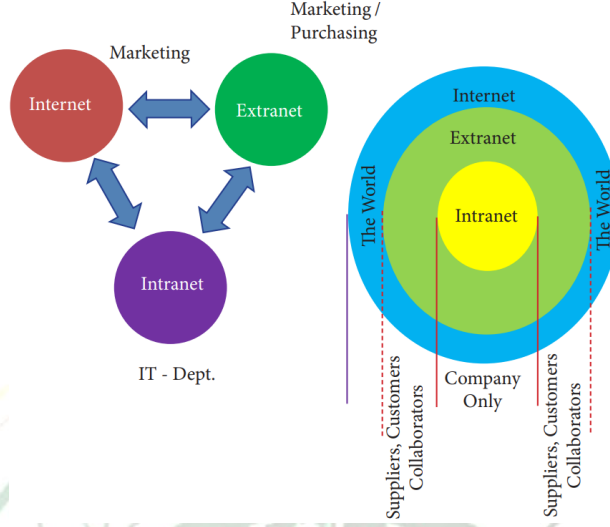 Marketing /
Purchasing
Marketing
Internet
Extranet
Intranet
IT - Dept.
Internet
Extranet
Intranet
The World
The World
Company
Only
Suppliers, Customers
Collaborators
Suppliers, Customers
Collaborators